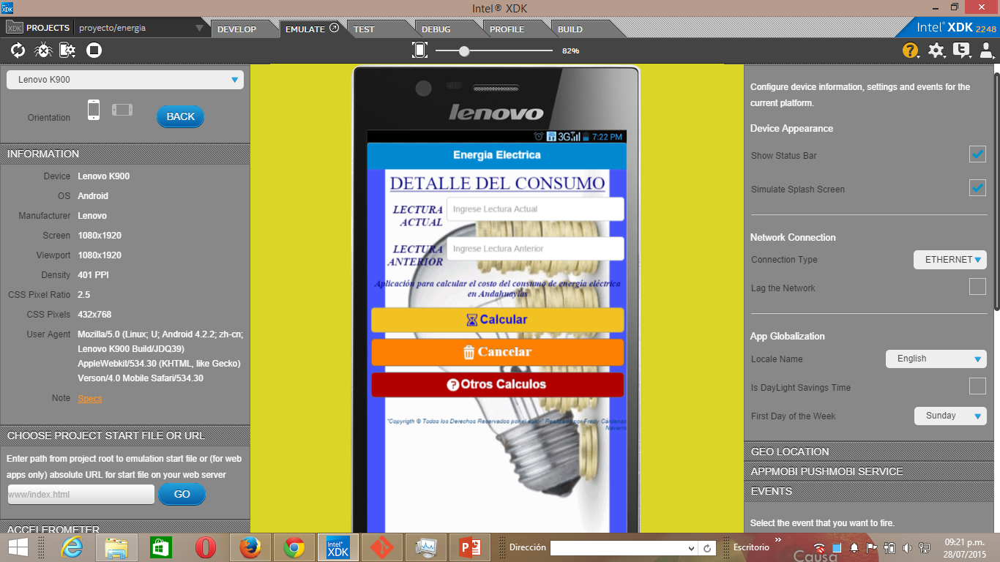 Intel® XDK
XDK PROJECTS proyecto/energia
DEVELOP EMULATE TEST DEBUG PROFILE BUILD
Intel® XDK 2248
82%
Lenovo K900
Orientation
BACK
INFORMATION
Device Lenovo K900
OS Android
Manufacturer Lenovo
Screen 1080x1920
Viewport 1080x1920
Density 401 PPI
CSS Pixel Ratio 2.5
CSS Pixels 432x768
User Agent Mozilla/5.0 (Linux; U; Android 4.2.2; zh-cn;
Lenovo K900 Build/JDQ39)
AppleWebkit/534.30 (KHTML, like Gecko)
Verson/4.0 Mobile Safari/534.30
Note Specs
CHOOSE PROJECT START FILE OR URL
Enter path from project root to emulation start file or (for web
apps only) absolute URL for start file on your web server
www/index.html
GO
ACCELEROMETER
lenovo
3G 7:22 PM
Energia Electrica
DETALLE DEL CONSUMO
LECTURA
ACTUAL
Ingrese Lectura Actual
LECTURA
ANTERIOR
Ingrese Lectura Anterior
Aplicación para calcular el costo del consumo de energia eléctrica
en Andahuaylas
Calcular
Cancelar
Otros Calculos
"Copyrigth ® Todos los Derechos Reservados por el autor" Realizado por Fredy Cárdenas
Navarro
Configure device information, settings and events for the
current platform.
Device Appearance
Show Status Bar
Simulate Splash Screen
Network Connection
Connection Type ETHERNET
Lag the Network
App Globalization
Locale Name English
Is DayLight Savings Time
First Day of the Week Sunday
GEO LOCATION
APPMOBI PUSHMOBI SERVICE
EVENTS
Select the event that you want to fire.
Intel® XDK
Dirección
Escritorio
Causa
09:21 p.m.
28/07/2015